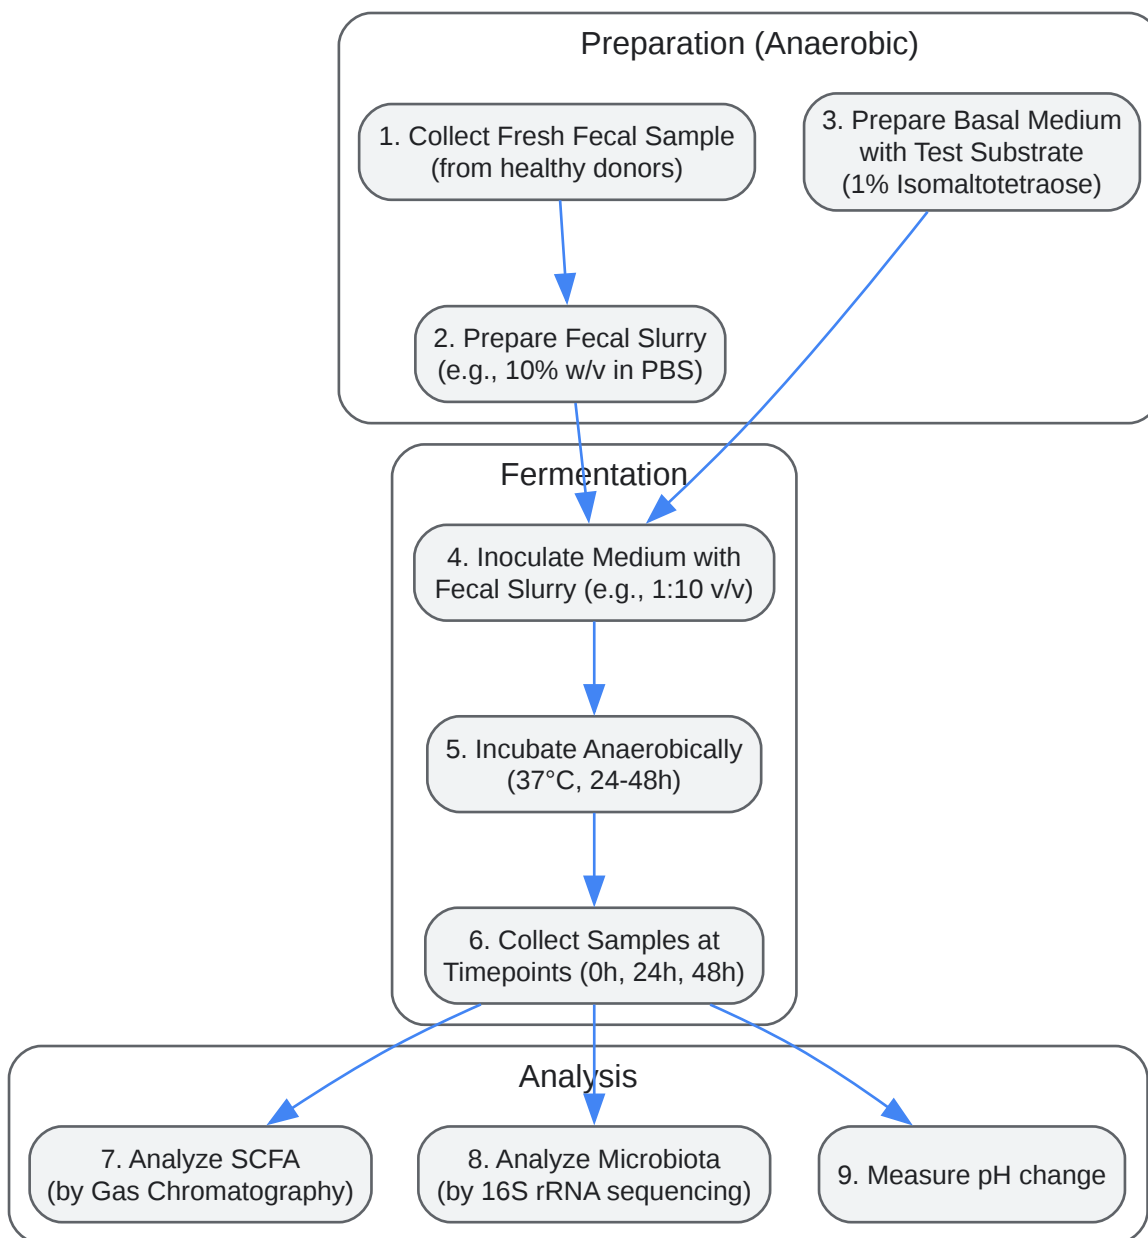 Preparation (Anaerobic)
1. Collect Fresh Fecal Sample
(from healthy donors)
3. Prepare Basal Medium
with Test Substrate
(1% Isomaltotetraose)
2. Prepare Fecal Slurry
(e.g., 10% w/v in PBS)
Fermentation
4. Inoculate Medium with
Fecal Slurry (e.g., 1:10 v/v)
5. Incubate Anaerobically
(37°C, 24-48h)
6. Collect Samples at
Timepoints (0h, 24h, 48h)
Analysis
7. Analyze SCFA
(by Gas Chromatography)
8. Analyze Microbiota
(by 16S rRNA sequencing)
9. Measure pH change